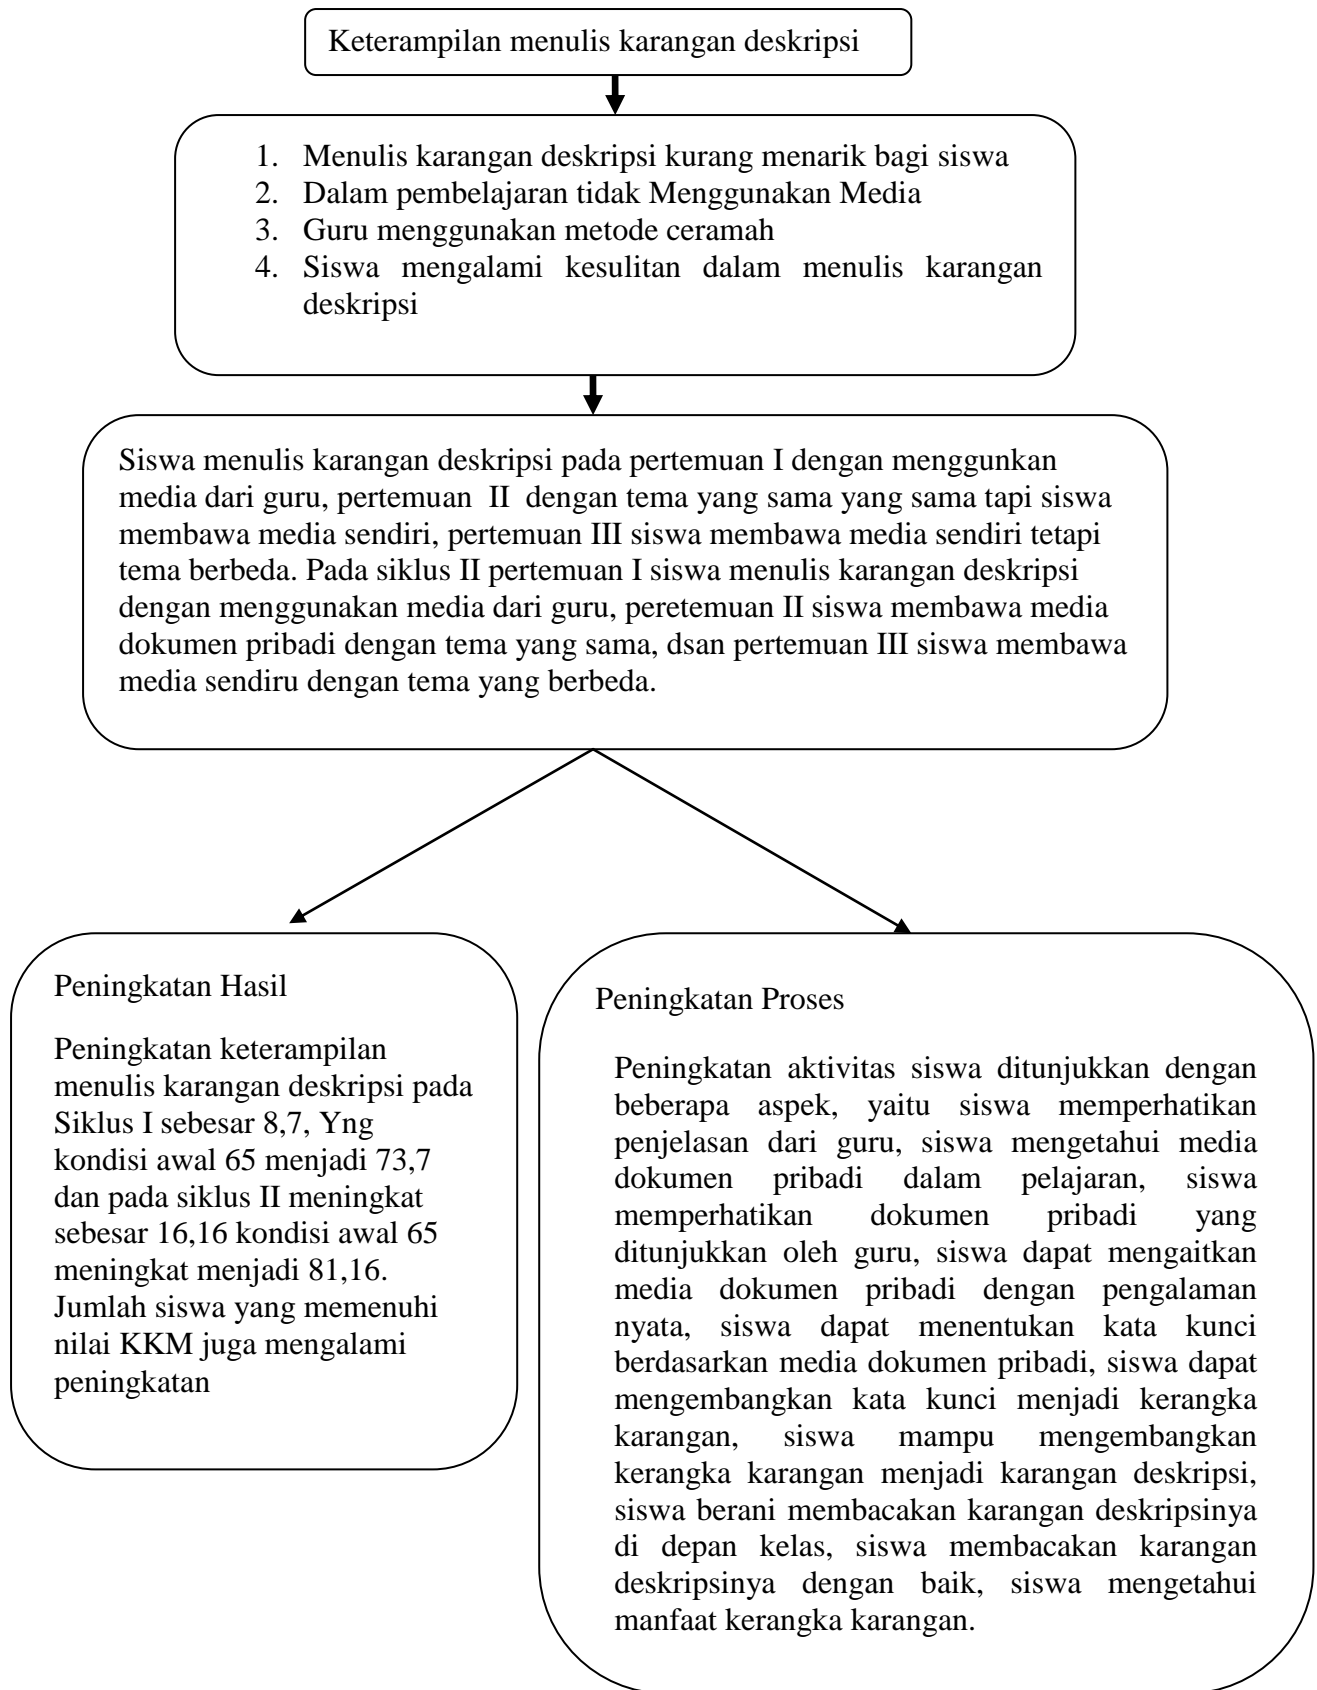 Keterampilan menulis karangan deskripsi
1. Menulis karangan deskripsi kurang menarik bagi siswa
2. Dalam pembelajaran tidak Menggunakan Media
3. Guru menggunakan metode ceramah
4. Siswa mengalami kesulitan dalam menulis karangan
deskripsi
Siswa menulis karangan deskripsi pada pertemuan I dengan menggunkan
media dari guru, pertemuan II dengan tema yang sama yang sama tapi siswa
membawa media sendiri, pertemuan III siswa membawa media sendiri tetapi
tema berbeda. Pada siklus II pertemuan I siswa menulis karangan deskripsi
dengan menggunakan media dari guru, peretemuan II siswa membawa media
dokumen pribadi dengan tema yang sama, dsan pertemuan III siswa membawa
media sendiru dengan tema yang berbeda.
Peningkatan Hasil
Peningkatan keterampilan
menulis karangan deskripsi pada
Siklus I sebesar 8,7, Yng
kondisi awal 65 menjadi 73,7
dan pada siklus II meningkat
sebesar 16,16 kondisi awal 65
meningkat menjadi 81,16.
Jumlah siswa yang memenuhi
nilai KKM juga mengalami
peningkatan
Peningkatan Proses
Peningkatan aktivitas siswa ditunjukkan dengan
beberapa aspek, yaitu siswa memperhatikan
penjelasan dari guru, siswa mengetahui media
dokumen pribadi dalam pelajaran, siswa
memperhatikan dokumen pribadi yang
ditunjukkan oleh guru, siswa dapat mengaitkan
media dokumen pribadi dengan pengalaman
nyata, siswa dapat menentukan kata kunci
berdasarkan media dokumen pribadi, siswa dapat
mengembangkan kata kunci menjadi kerangka
karangan, siswa mampu mengembangkan
kerangka karangan menjadi karangan deskripsi,
siswa berani membacakan karangan deskripsinya
di depan kelas, siswa membacakan karangan
deskripsinya dengan baik, siswa mengetahui
manfaat kerangka karangan.